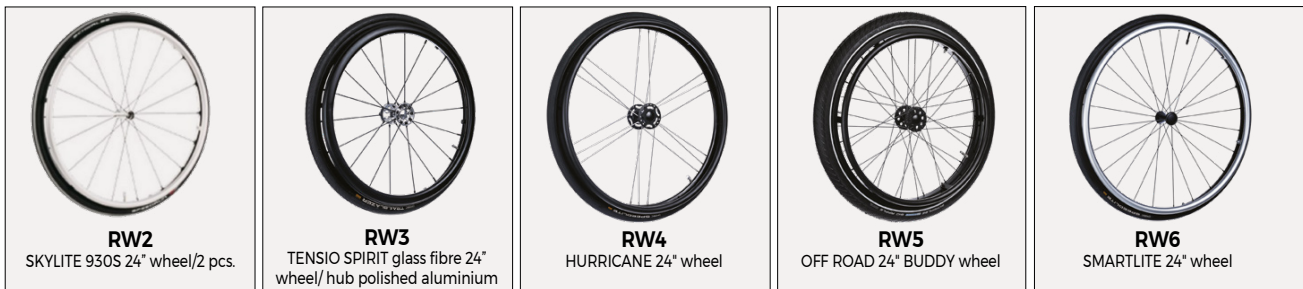 RW2
SKYLITE 930S 24” wheel/2 pcs.
RW3
TENSIO SPIRIT glass fibre 24”
wheel/ hub polished aluminium
RW4
HURRICANE 24" wheel
RW5
OFF ROAD 24" BUDDY wheel
RW6
SMARTLITE 24" wheel